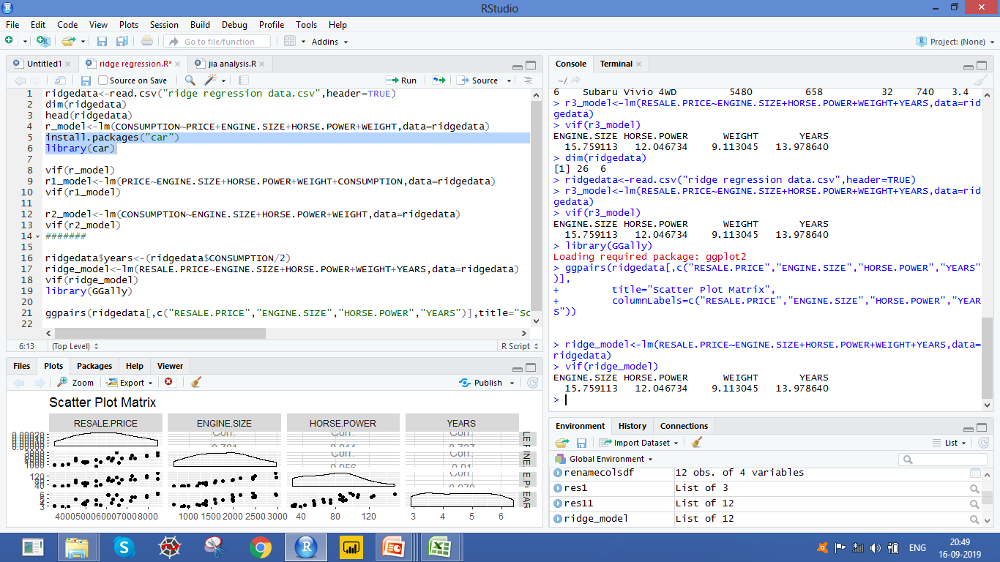 RStudio
File Edit Code View Plots Session Build Debug Profile Tools Help
Go to file/function Addins Project: (None)
Untitled1 ridge regression.R* jia analysis.R
Source on Save Run Source
1 ridgedata<-read.csv("ridge regression data.csv",header=TRUE)
2 dim(ridgedata)
3 head(ridgedata)
4 r_model<-lm(CONSUMPTION~PRICE+ENGINE.SIZE+HORSE.POWER+WEIGHT,data=ridgedata)
5 install.packages("car")
6 library(car)
7
8 vif(r_model)
9 r1_model<-lm(PRICE~ENGINE.SIZE+HORSE.POWER+WEIGHT+CONSUMPTION,data=ridgedata)
10 vif(r1_model)
11
12 r2_model<-lm(CONSUMPTION~ENGINE.SIZE+HORSE.POWER+WEIGHT,data=ridgedata)
13 vif(r2_model)
14 #######
15
16 ridgedata$years<-(ridgedata$CONSUMPTION/2)
17 ridge_model<-lm(RESALE.PRICE~ENGINE.SIZE+HORSE.POWER+WEIGHT+YEARS,data=ridgedata)
18 vif(ridge_model)
19 library(GGally)
20
21 ggpairs(ridgedata[,c("RESALE.PRICE","ENGINE.SIZE","HORSE.POWER","YEARS")],title="Sc
22
6:13 (Top Level) R Script
Files Plots Packages Help Viewer
Zoom Export Publish
Scatter Plot Matrix
RESALE.PRICE ENGINE.SIZE HORSE.POWER YEARS
Corr: Corr: Corr:
4000 5000 6000 7000 8000 1000 1500 2000 2500 3000 40 80 120 3 4 5 6
Console Terminal
~/
6 Subaru Vivio 4WD 5480 658 32 740 3.4
> r3_model<-lm(RESALE.PRICE~ENGINE.SIZE+HORSE.POWER+WEIGHT+YEARS,data=rid
gedata)
> vif(r3_model)
ENGINE.SIZE HORSE.POWER WEIGHT YEARS
15.759113 12.046734 9.113045 13.978640
> dim(ridgedata)
[1] 26 6
> ridgedata<-read.csv("ridge regression data.csv",header=TRUE)
> r3_model<-lm(RESALE.PRICE~ENGINE.SIZE+HORSE.POWER+WEIGHT+YEARS,data=rid
gedata)
> vif(r3_model)
ENGINE.SIZE HORSE.POWER WEIGHT YEARS
15.759113 12.046734 9.113045 13.978640
> library(GGally)
Loading required package: ggplot2
> ggpairs(ridgedata[,c("RESALE.PRICE","ENGINE.SIZE","HORSE.POWER","YEARS"
)],
+ title="Scatter Plot Matrix",
+ columnLabels=c("RESALE.PRICE","ENGINE.SIZE","HORSE.POWER","YEAR
S"))
> ridge_model<-lm(RESALE.PRICE~ENGINE.SIZE+HORSE.POWER+WEIGHT+YEARS,data=
ridgedata)
> vif(ridge_model)
ENGINE.SIZE HORSE.POWER WEIGHT YEARS
15.759113 12.046734 9.113045 13.978640
>
Environment History Connections
Import Dataset List
Global Environment
renamecolsdf 12 obs. of 4 variables
res1 List of 3
res11 List of 12
ridge_model List of 12
ENG 20:49
16-09-2019